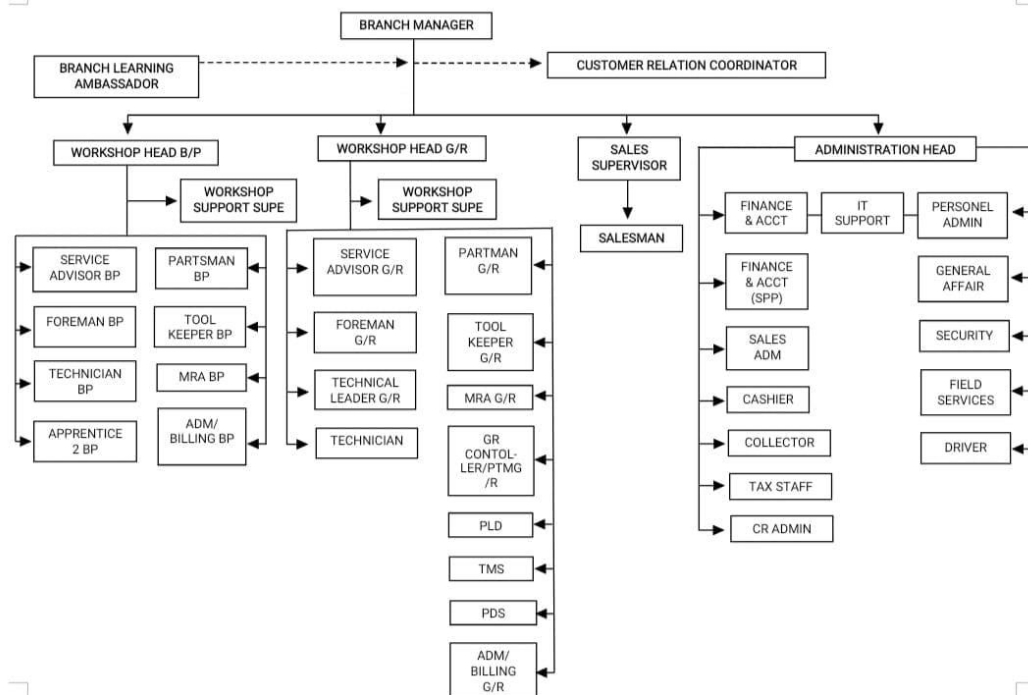 BRANCH MANAGER
BRANCH LEARNING
AMBASSADOR
CUSTOMER RELATION COORDINATOR
WORKSHOP HEAD B/P
WORKSHOP HEAD G/R
SALES
SUPERVISOR
ADMINISTRATION HEAD
WORKSHOP
SUPPORT SUPE
WORKSHOP
SUPPORT SUPE
SALESMAN
SERVICE
ADVISOR BP
FOREMAN BP
TECHNICIAN
BP
APPRENTICE
2 BP
PARTSMAN
BP
TOOL
KEEPER BP
MRA BP
ADM/
BILLING BP
SERVICE
ADVISOR G/R
FOREMAN
G/R
TECHNICAL
LEADER G/R
TECHNICIAN
PARTMAN
G/R
TOOL
KEEPER
G/R
MRA G/R
GR
CONTOL-
LER/PTMG
/R
PLD
TMS
PDS
ADM/
BILLING
G/R
FINANCE
& ACCT
IT
SUPPORT
PERSONEL
ADMIN
FINANCE
& ACCT
(SPP)
SALES
ADM
CASHIER
COLLECTOR
TAX STAFF
CR ADMIN
GENERAL
AFFAIR
SECURITY
FIELD
SERVICES
DRIVER